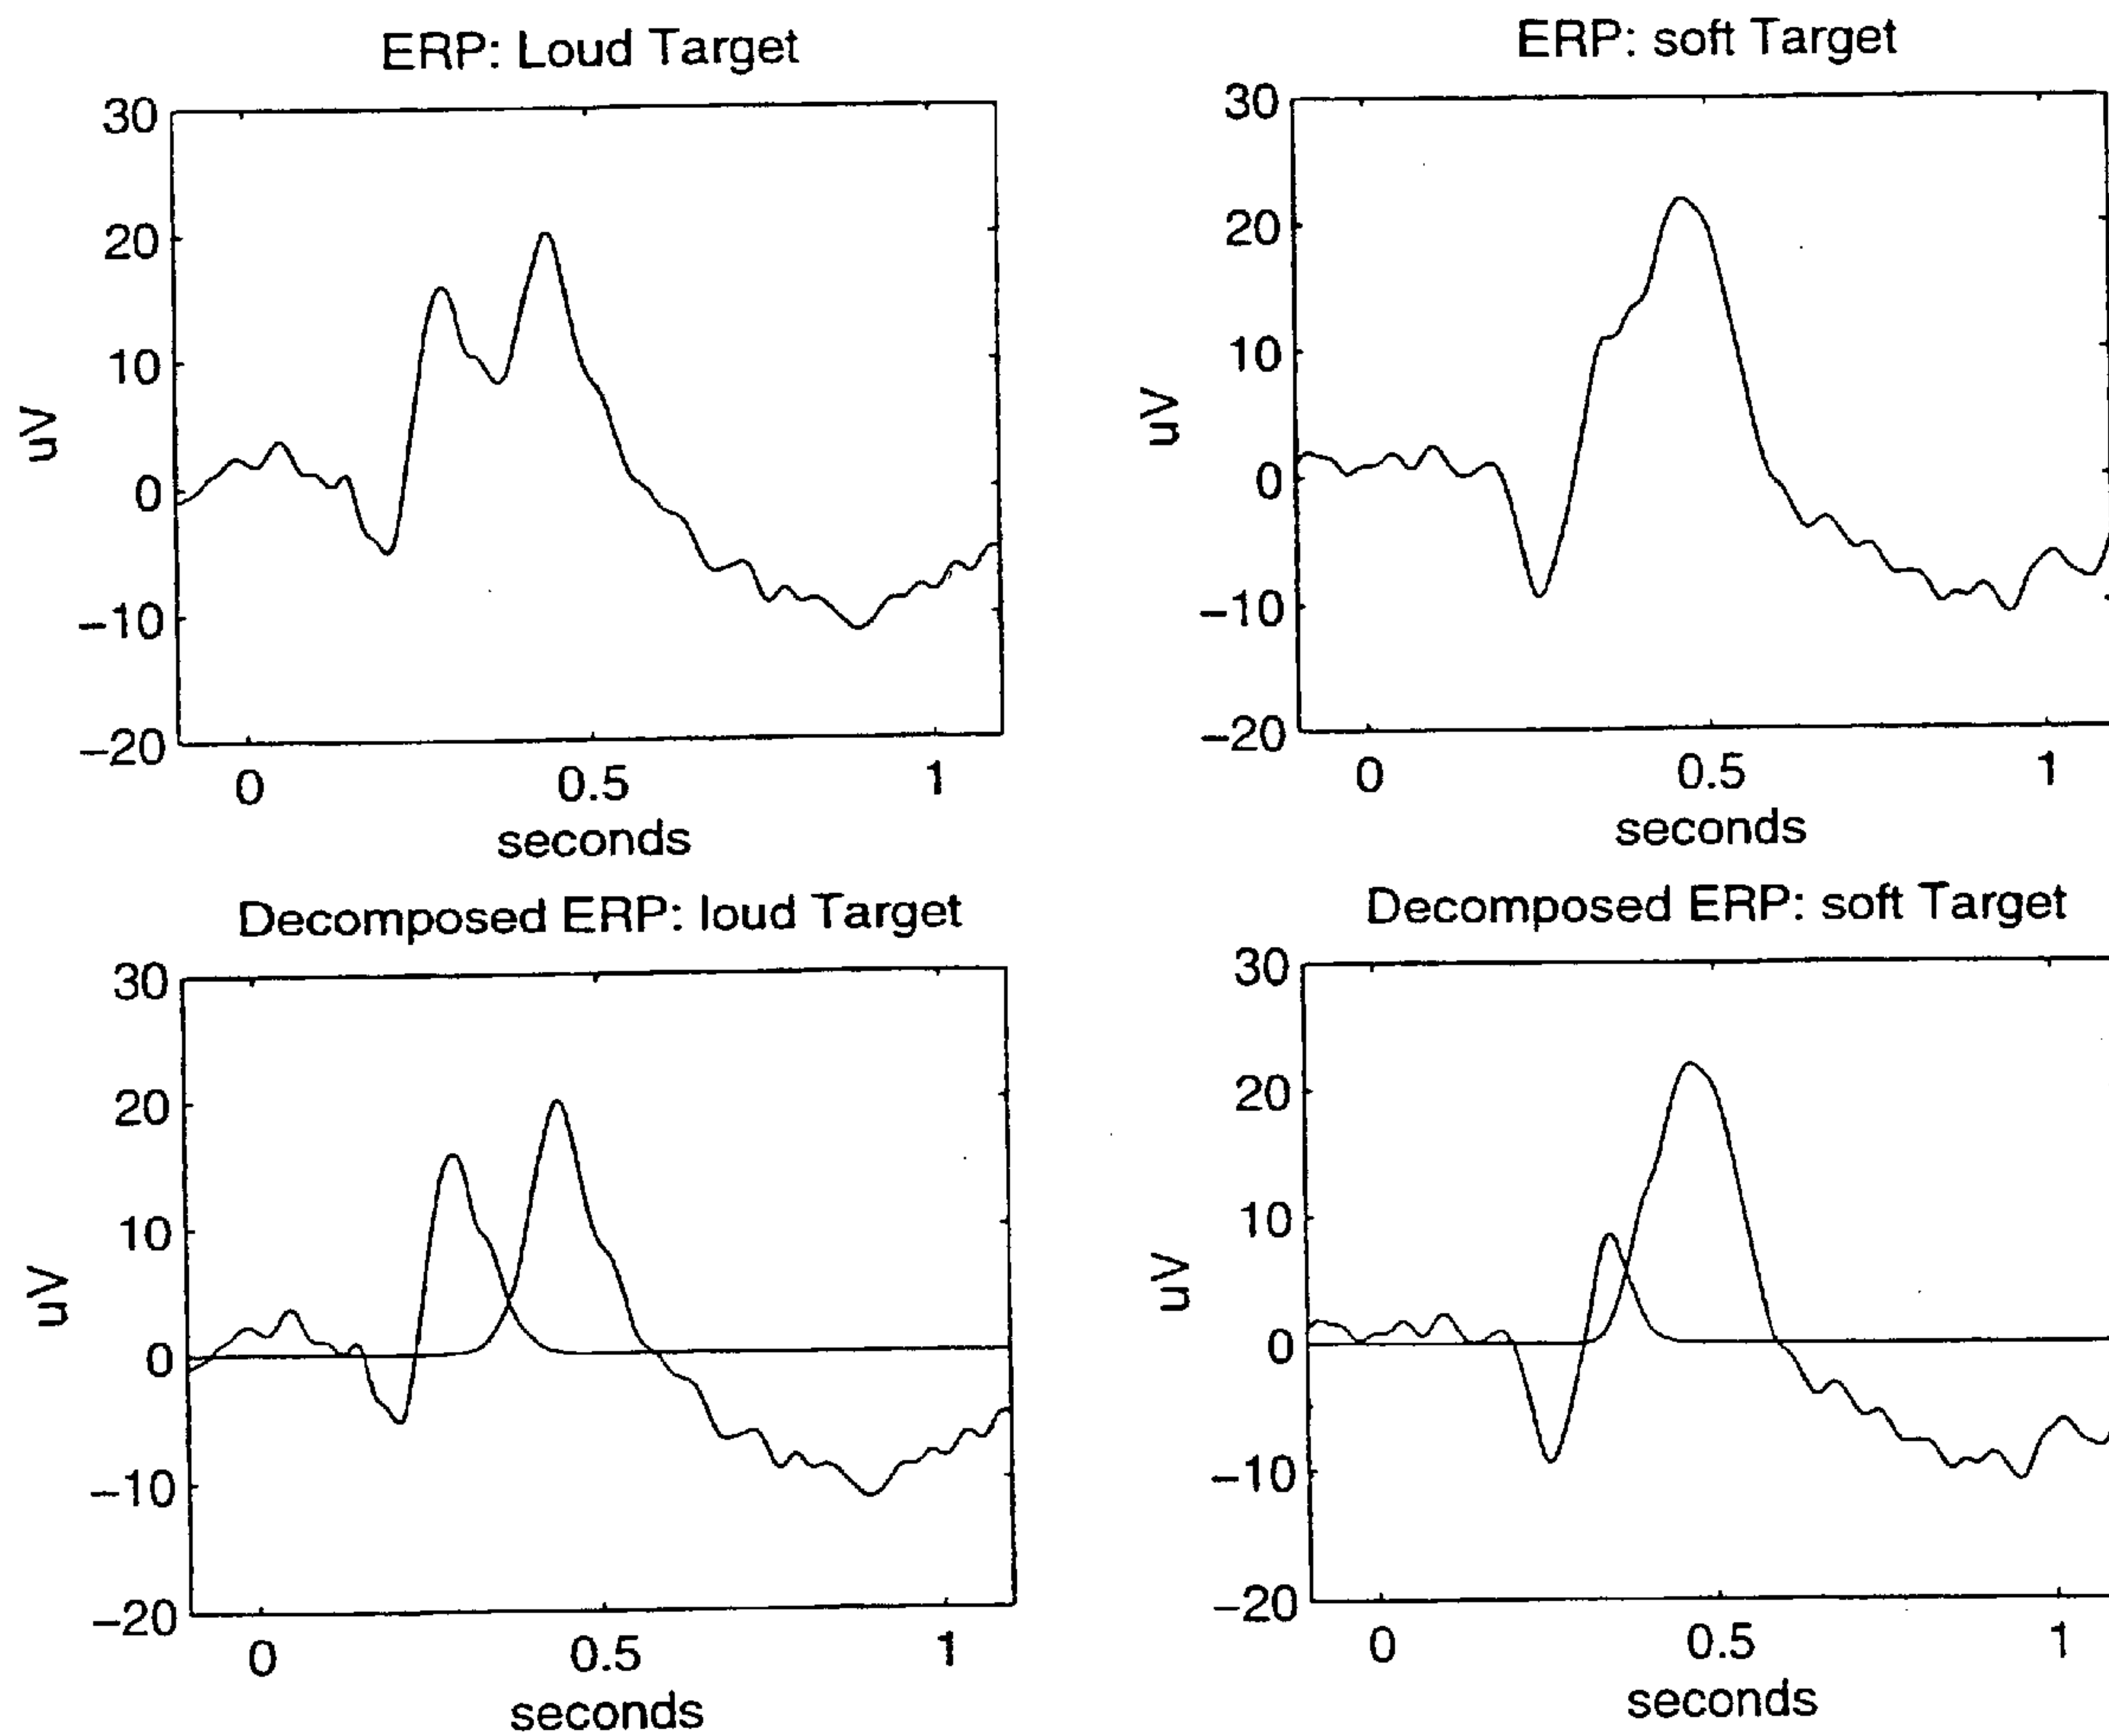 ERP: Loud Target
30
20
10
0
−10
−20
uV
0 0.5 1
seconds
ERP: soft Target
30
20
10
0
−10
−20
uV
0 0.5 1
seconds
Decomposed ERP: loud Target
30
20
10
0
−10
−20
uV
0 0.5 1
seconds
Decomposed ERP: soft Target
30
20
10
0
−10
−20
uV
0 0.5 1
seconds